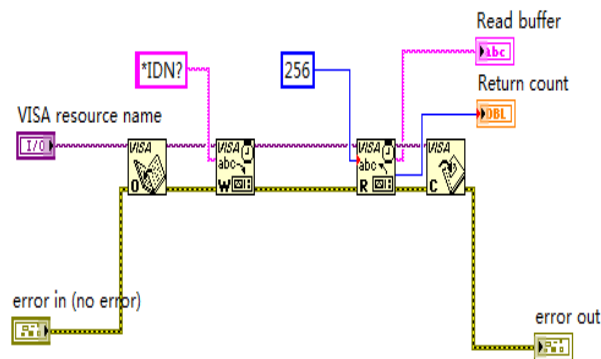 Read buffer
*IDN?
256
abc
Return count
VISA resource name
DBL
I/O
VISA
VISA
VISA
VISA
abc
abc
O
W
R
C
error in (no error)
error out